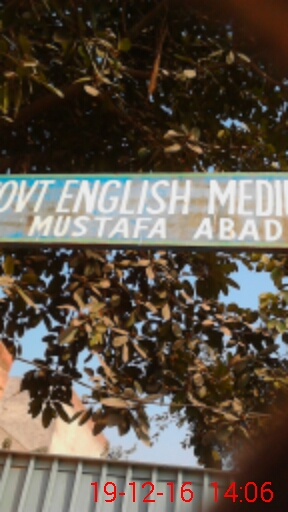 OVT ENGLISH MEDI
MUSTAFA ABAD
19-12-16 14:06